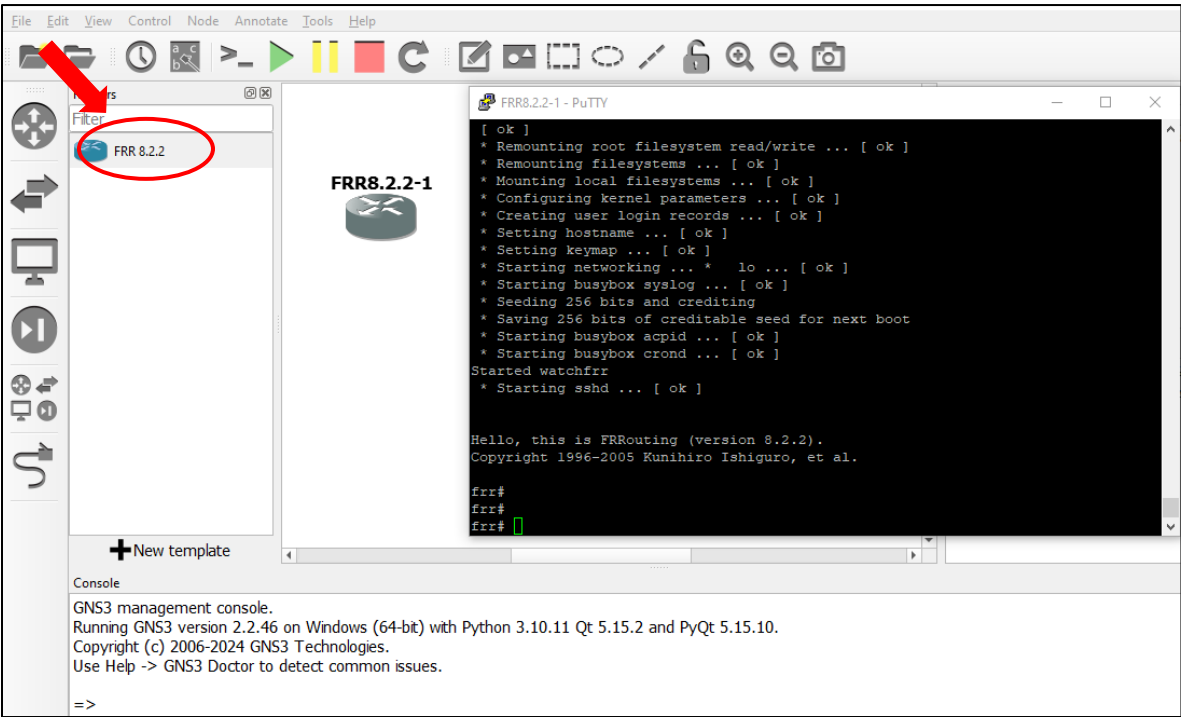 File Edit View Control Node Annotate Tools Help
Filter
FRR 8.2.2
New template
FRR8.2.2-1
FRR8.2.2-1 - PuTTY
[ ok ]
* Remounting root filesystem read/write ... [ ok ]
* Remounting filesystems ... [ ok ]
* Mounting local filesystems ... [ ok ]
* Configuring kernel parameters ... [ ok ]
* Creating user login records ... [ ok ]
* Setting hostname ... [ ok ]
* Setting keymap ... [ ok ]
* Starting networking ... *   lo ... [ ok ]
* Starting busybox syslog ... [ ok ]
* Seeding 256 bits and crediting
* Saving 256 bits of creditable seed for next boot
* Starting busybox acpid ... [ ok ]
* Starting busybox crond ... [ ok ]
Started watchfrr
* Starting sshd ... [ ok ]
Hello, this is FRRouting (version 8.2.2).
Copyright 1996-2005 Kunihiro Ishiguro, et al.
frr#
frr#
frr#
Console
GNS3 management console.
Running GNS3 version 2.2.46 on Windows (64-bit) with Python 3.10.11 Qt 5.15.2 and PyQt 5.15.10.
Copyright (c) 2006-2024 GNS3 Technologies.
Use Help -> GNS3 Doctor to detect common issues.
=>